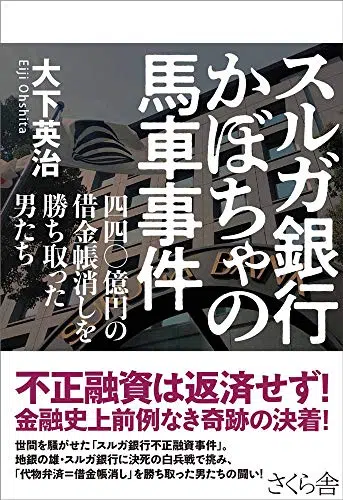 スルガ銀行
かぼちゃの
馬車事件
四四〇億円の
借金帳消しを
勝ち取った
男たち
大下英治
Eiji Ohshita
不正融資は返済せず!
金融史上前例なき奇跡の決着!
世間を騒がせた「スルガ銀行不正融資事件」。
地銀の雄・スルガ銀行に決死の白兵戦で挑み、
「代物弁済=借金帳消し」を勝ち取った男たちの闘い!
さくら舎